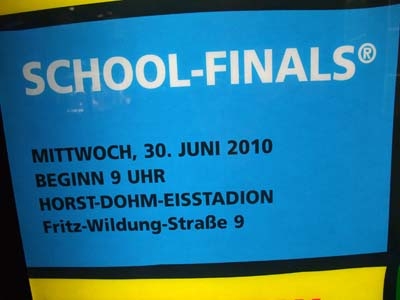 SCHOOL-FINALS®
MITTWOCH, 30. JUNI 2010
BEGINN 9 UHR
HORST-DOHM-EISSTADION
Fritz-Wildung-Straße 9